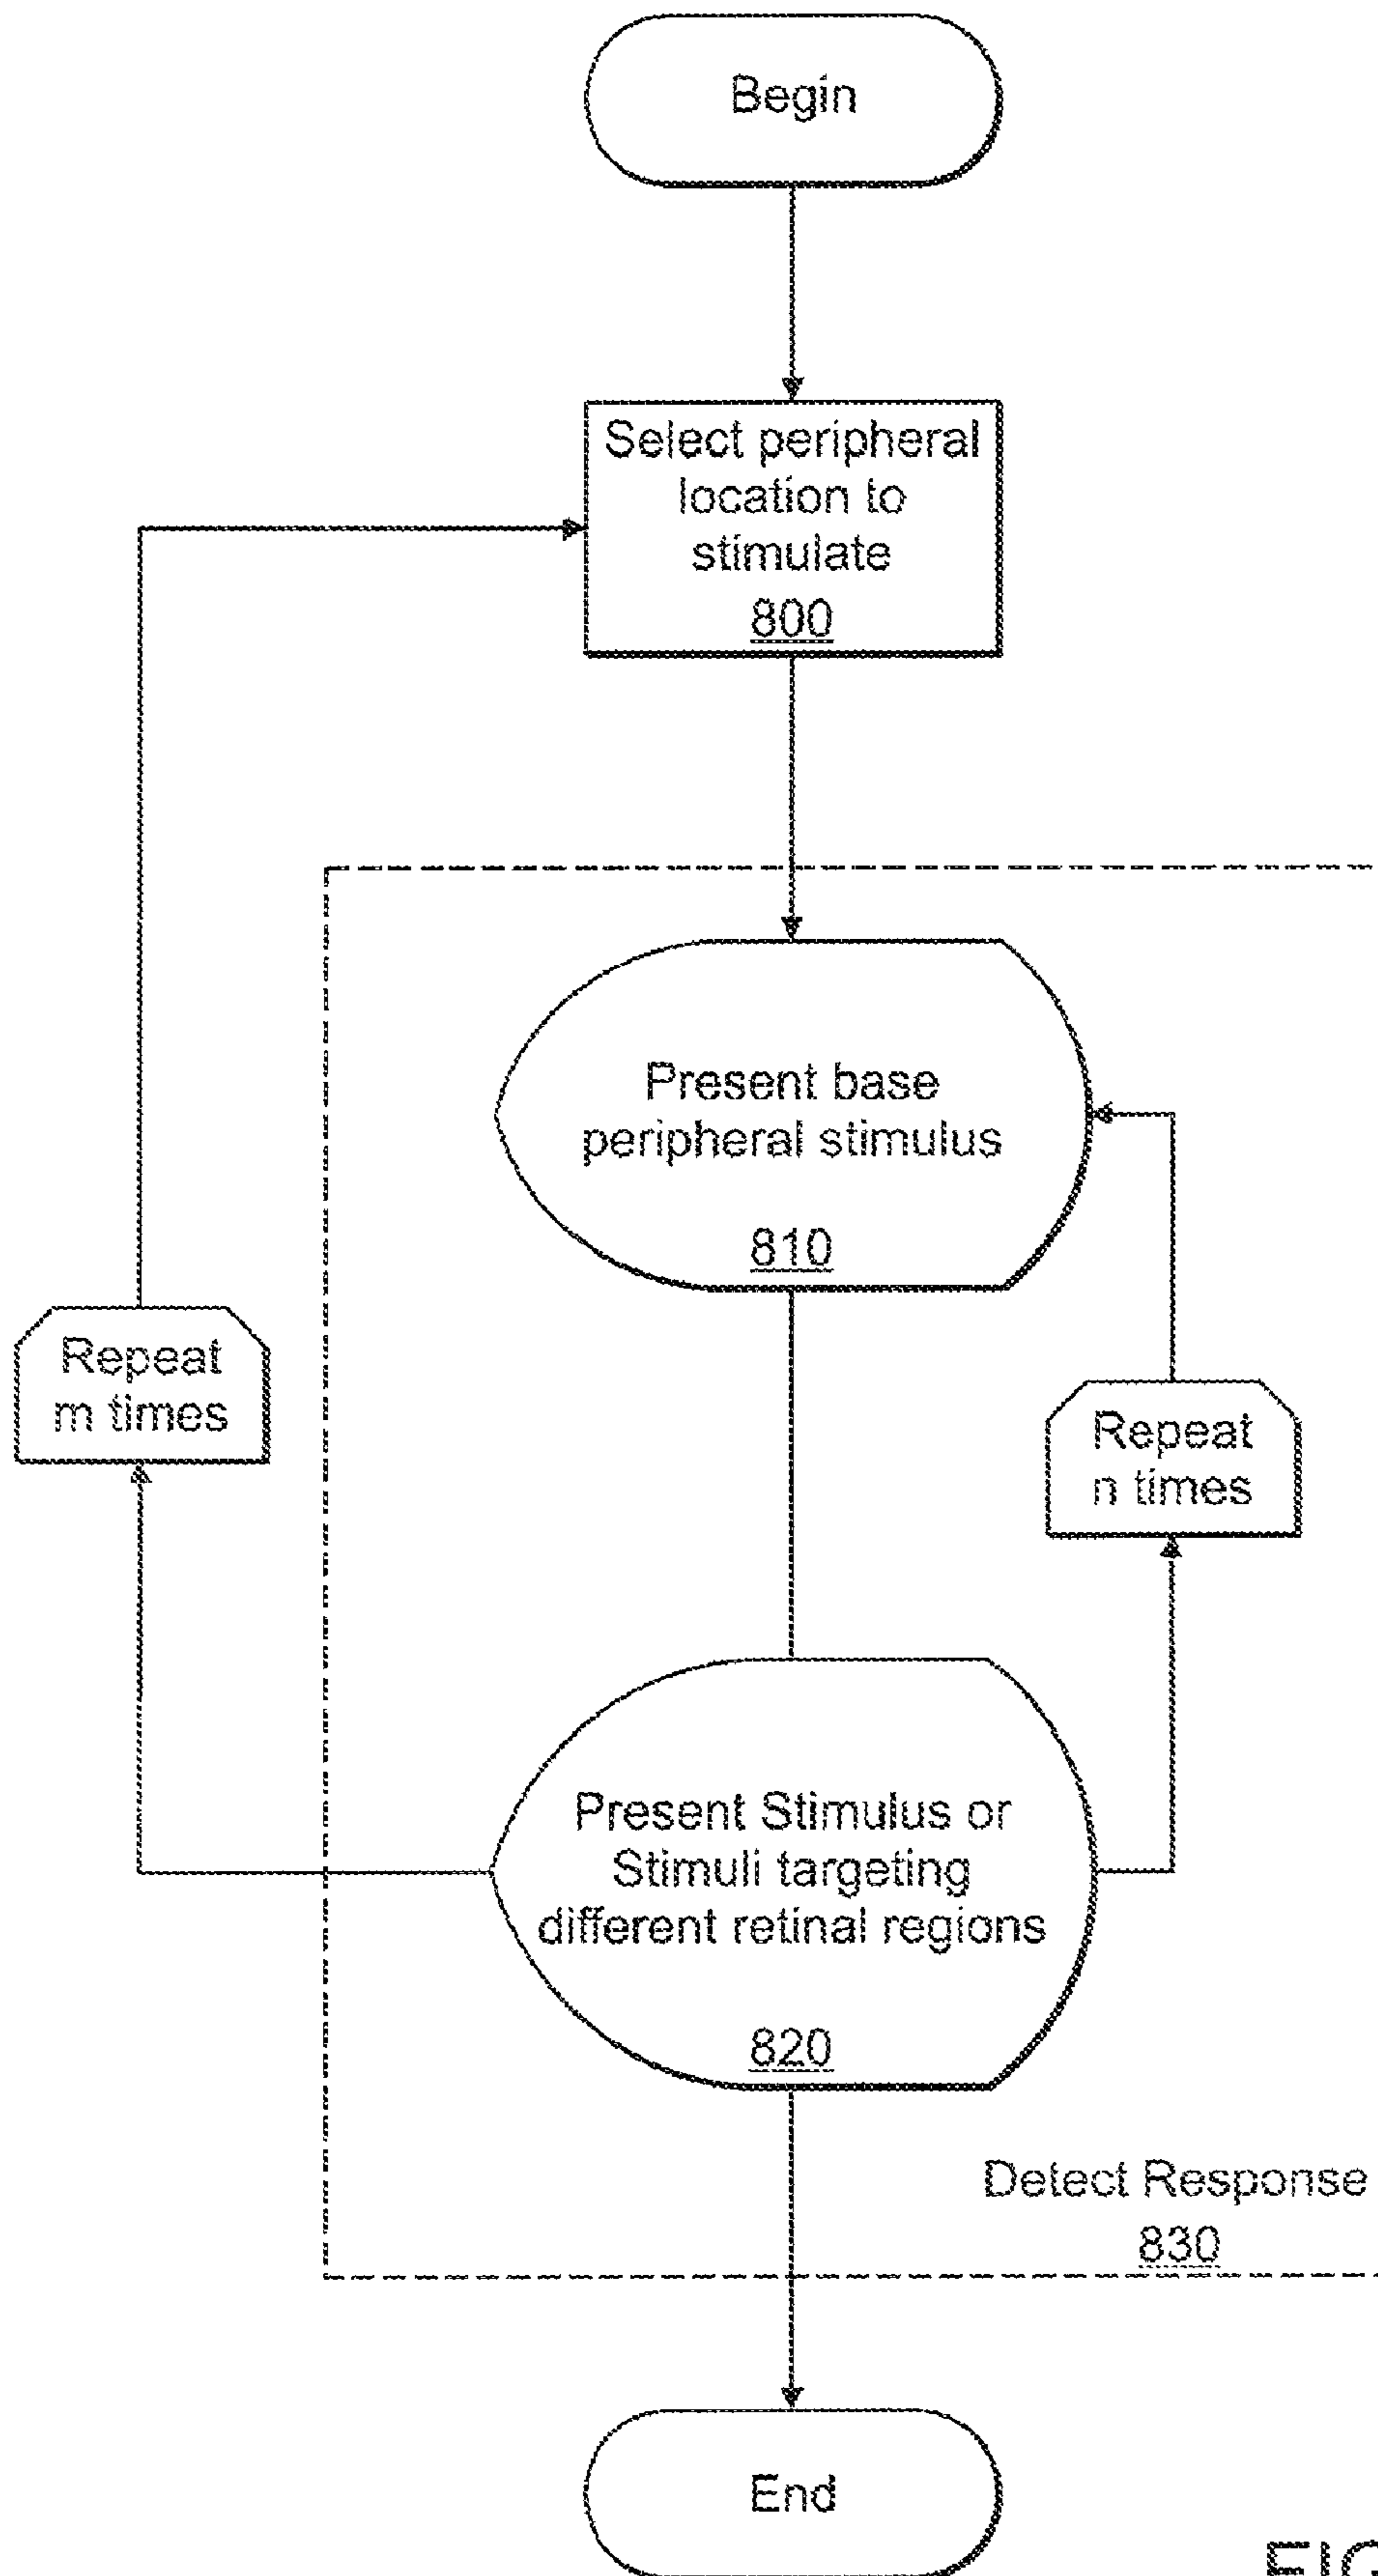 Begin
Select peripheral
location to
stimulate
800
Present base
peripheral stimulus
810
Repeat
m times
Repeat
n times
Present Stimulus or
Stimuli targeting
different retinal regions
820
Detect Response
830
End
FIG